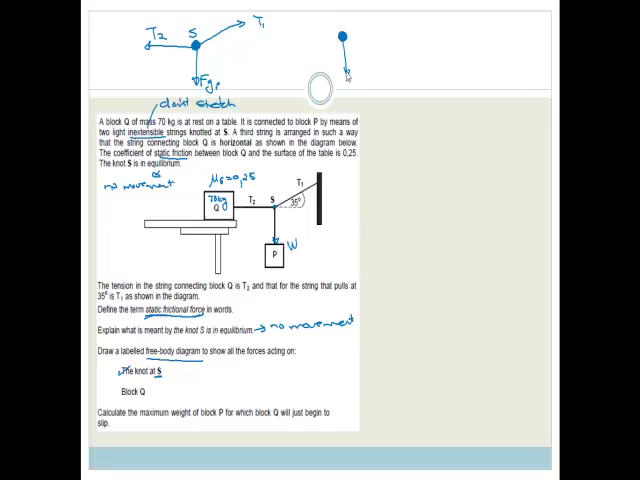 T2 S T1
Fgp
don't stretch
A block Q of mass 70 kg is at rest on a table. It is connected to block P by means of
two light inextensible strings knotted at S. A third string is arranged in such a way
that the string connecting block Q is horizontal as shown in the diagram below.
The coefficient of static friction between block Q and the surface of the table is 0,25.
The knot S is in equilibrium.
no movement
μs=0,25
70kg
Q
T2
S
T1
35°
W
P
The tension in the string connecting block Q is T2 and that for the string that pulls at
35° is T1 as shown in the diagram.
Define the term static frictional force in words.
Explain what is meant by the knot S is in equilibrium. → no movement
Draw a labelled free-body diagram to show all the forces acting on:
The knot at S
Block Q
Calculate the maximum weight of block P for which block Q will just begin to
slip.